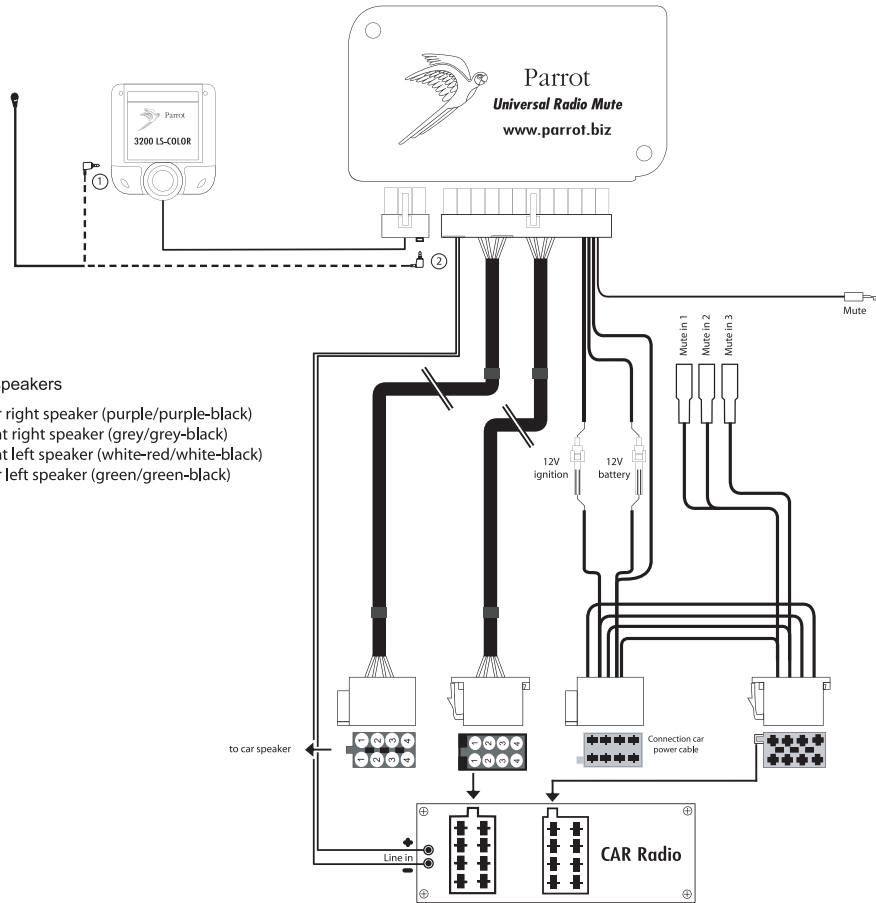 Parrot
Universal Radio Mute
www.parrot.biz
Parrot
3200 LS-COLOR
1
2
Mute
Mute in 1
Mute in 2
Mute in 3
speakers
right speaker (purple/purple-black)
right speaker (grey/grey-black)
left speaker (white-red/white-black)
left speaker (green/green-black)
12V
ignition
12V
battery
to car speaker
1 2 3 4
1 2 3 4
1 2 3 4
1 2 3 4
Connection car
power cable
Line in
CAR Radio